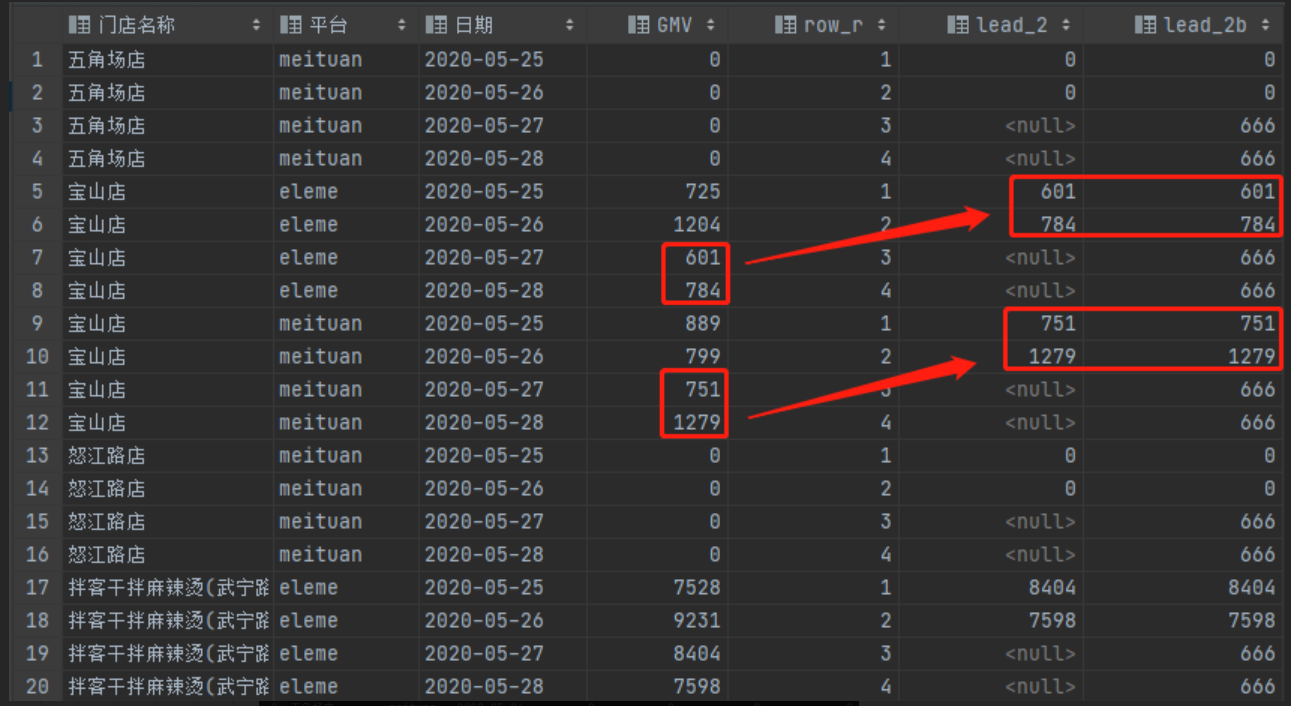 门店名称 平台 日期 GMV row_r lead_2 lead_2b
1 五角场店 meituan 2020-05-25 0 1 0 0
2 五角场店 meituan 2020-05-26 0 2 0 0
3 五角场店 meituan 2020-05-27 0 3 <null> 666
4 五角场店 meituan 2020-05-28 0 4 <null> 666
5 宝山店 eleme 2020-05-25 725 1 601 601
6 宝山店 eleme 2020-05-26 1204 2 784 784
7 宝山店 eleme 2020-05-27 601 3 <null> 666
8 宝山店 eleme 2020-05-28 784 4 <null> 666
9 宝山店 meituan 2020-05-25 889 1 751 751
10 宝山店 meituan 2020-05-26 799 2 1279 1279
11 宝山店 meituan 2020-05-27 751 3 <null> 666
12 宝山店 meituan 2020-05-28 1279 4 <null> 666
13 怒江路店 meituan 2020-05-25 0 1 0 0
14 怒江路店 meituan 2020-05-26 0 2 0 0
15 怒江路店 meituan 2020-05-27 0 3 <null> 666
16 怒江路店 meituan 2020-05-28 0 4 <null> 666
17 拌客干拌麻辣烫(武宁路 eleme 2020-05-25 7528 1 8404 8404
18 拌客干拌麻辣烫(武宁路 eleme 2020-05-26 9231 2 7598 7598
19 拌客干拌麻辣烫(武宁路 eleme 2020-05-27 8404 3 <null> 666
20 拌客干拌麻辣烫(武宁路 eleme 2020-05-28 7598 4 <null> 666